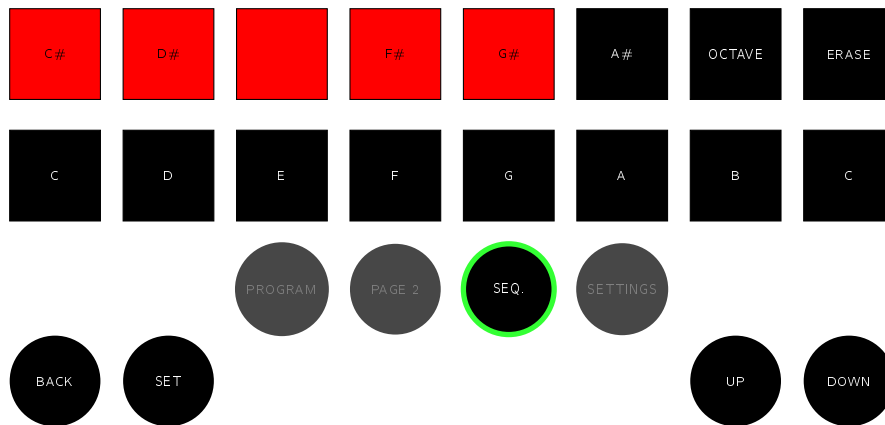 C# D# F# G# A# OCTAVE ERASE
C D E F G A B C
PROGRAM PAGE 2 SEQ. SETTINGS
BACK SET UP DOWN